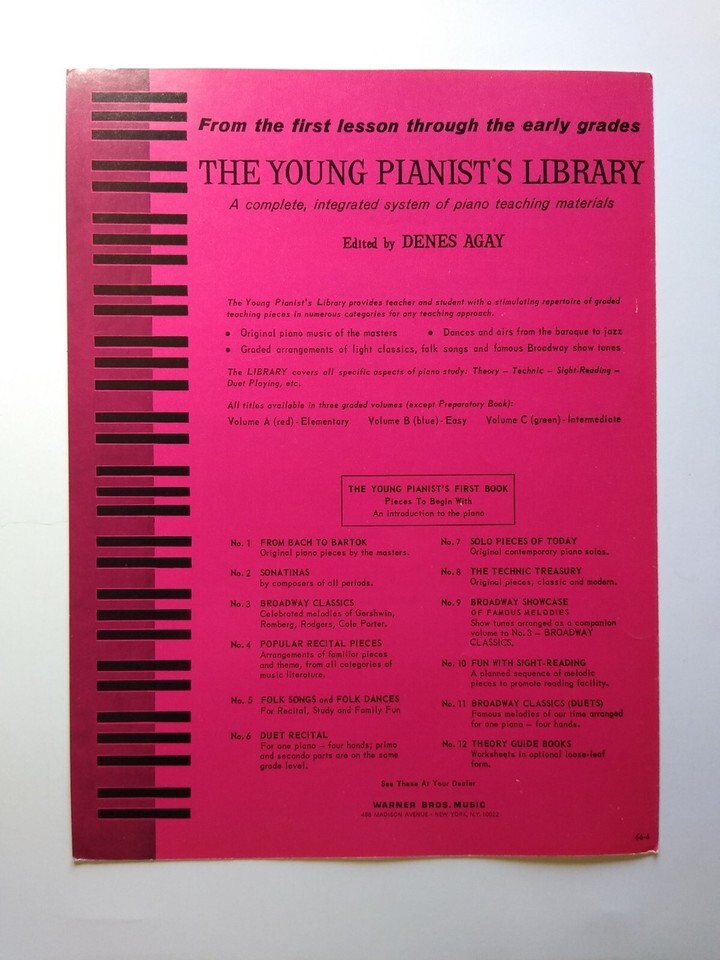 From the first lesson through the early grades
THE YOUNG PIANIST'S LIBRARY
A complete, integrated system of piano teaching materials
Edited by DENES AGAY
The Young Pianist's Library provides teacher and student with a stimulating repertoire of graded
teaching pieces in numerous categories for any teaching approach.
• Original piano music of the masters • Dances and airs from the baroque to jazz
• Graded arrangements of light classics, folk songs and famous Broadway show tunes
The LIBRARY covers all specific aspects of piano study: Theory – Technic – Sight-Reading –
Duet Playing, etc.
All titles available in three graded volumes (except Preparatory Book):
Volume A (red) - Elementary Volume B (blue) - Easy Volume C (green) - Intermediate
THE YOUNG PIANIST'S FIRST BOOK
Pieces To Begin With
An introduction to the piano
No. 1 FROM BACH TO BARTOK
Original piano pieces by the masters.
No. 2 SONATINAS
by composers of all periods.
No. 3 BROADWAY CLASSICS
Celebrated melodies of Gershwin,
Romberg, Rodgers, Cole Porter.
No. 4 POPULAR RECITAL PIECES
Arrangements of familiar pieces
and theme, from all categories of
music literature.
No. 5 FOLK SONGS and FOLK DANCES
For Recital, Study and Family Fun
No. 6 DUET RECITAL
For one piano – four hands; primo
and secondo parts are on the same
grade level.
No. 7 SOLO PIECES OF TODAY
Original contemporary piano solos.
No. 8 THE TECHNIC TREASURY
Original pieces, classic and modern.
No. 9 BROADWAY SHOWCASE
OF FAMOUS MELODIES
Show tunes arranged as a companion
volume to No. 3 – BROADWAY
CLASSICS.
No. 10 FUN WITH SIGHT-READING
A planned sequence of melodic
pieces to promote reading facility.
No. 11 BROADWAY CLASSICS (DUETS)
Famous melodies of our time arranged
for one piano – four hands.
No. 12 THEORY GUIDE BOOKS
Worksheets in optional loose-leaf
form.
See These At Your Dealer
WARNER BROS. MUSIC
488 MADISON AVENUE • NEW YORK, N.Y. 10022